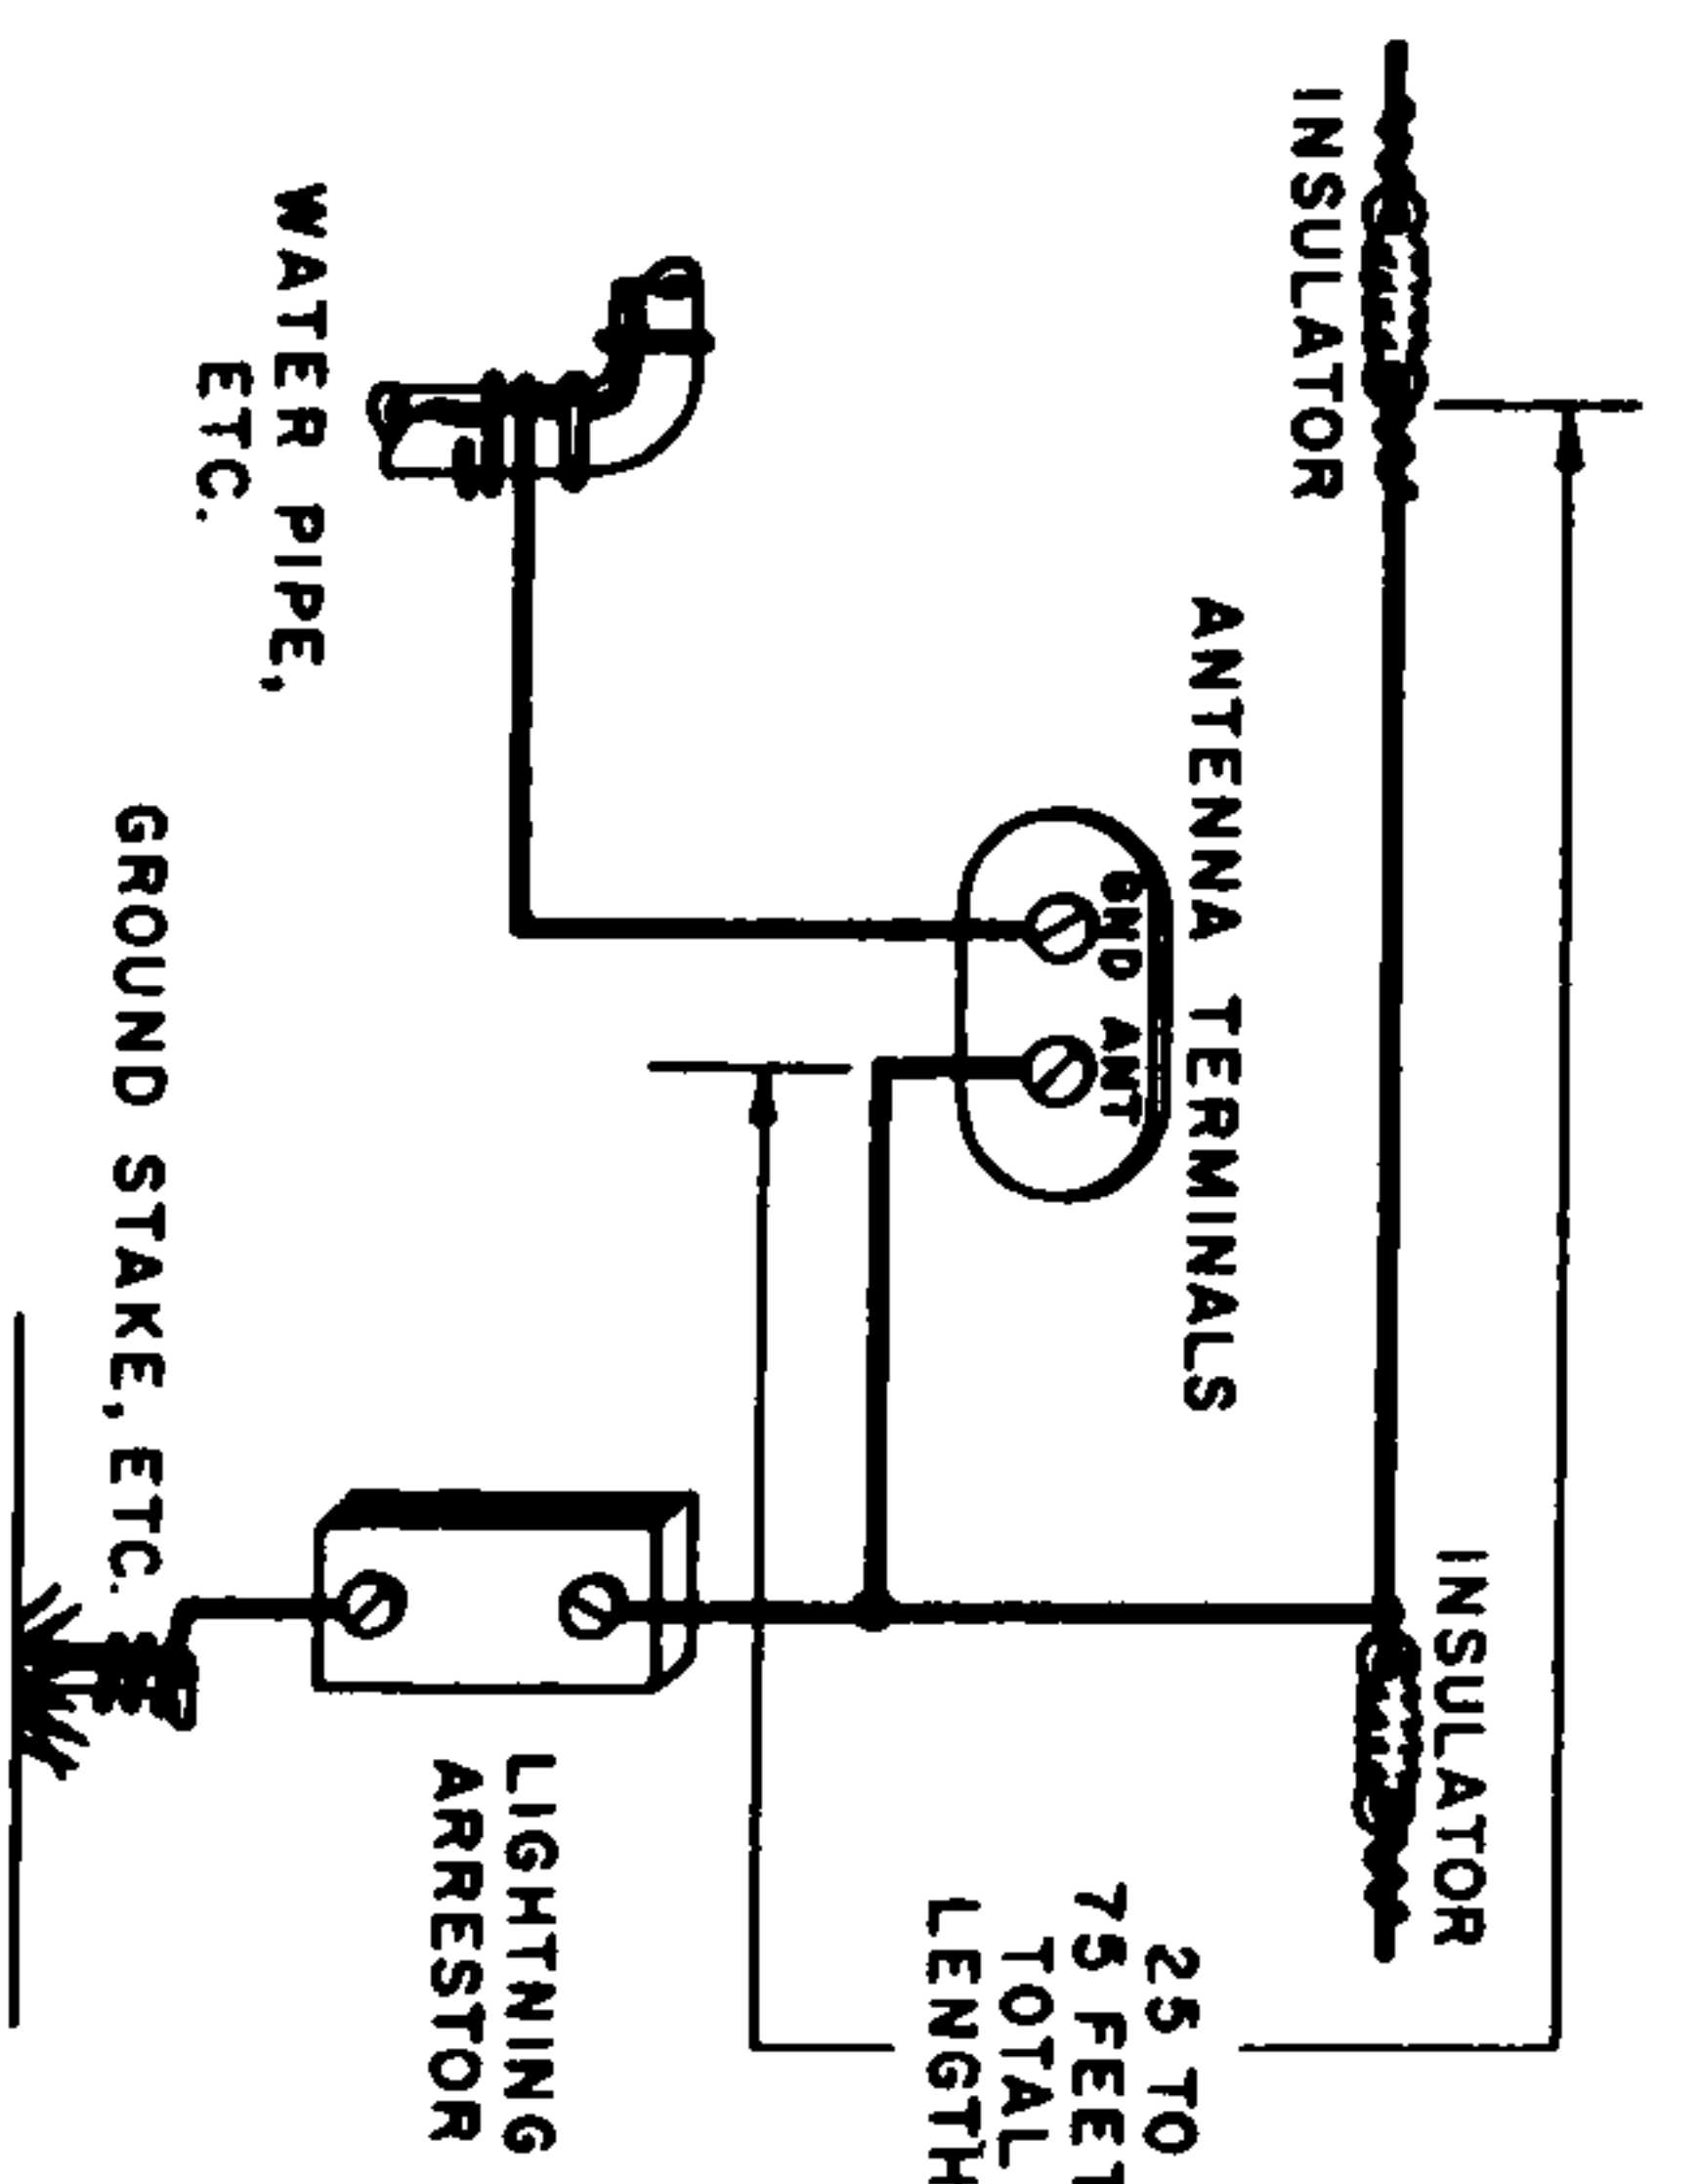 INSULATOR
INSULATOR
ANTENNA TERMINALS
GND ANT
25 TO
75 FEET
TOTAL
LENGTH
WATER PIPE,
ETC.
LIGHTNING
ARRESTOR
GROUND STAKE, ETC.